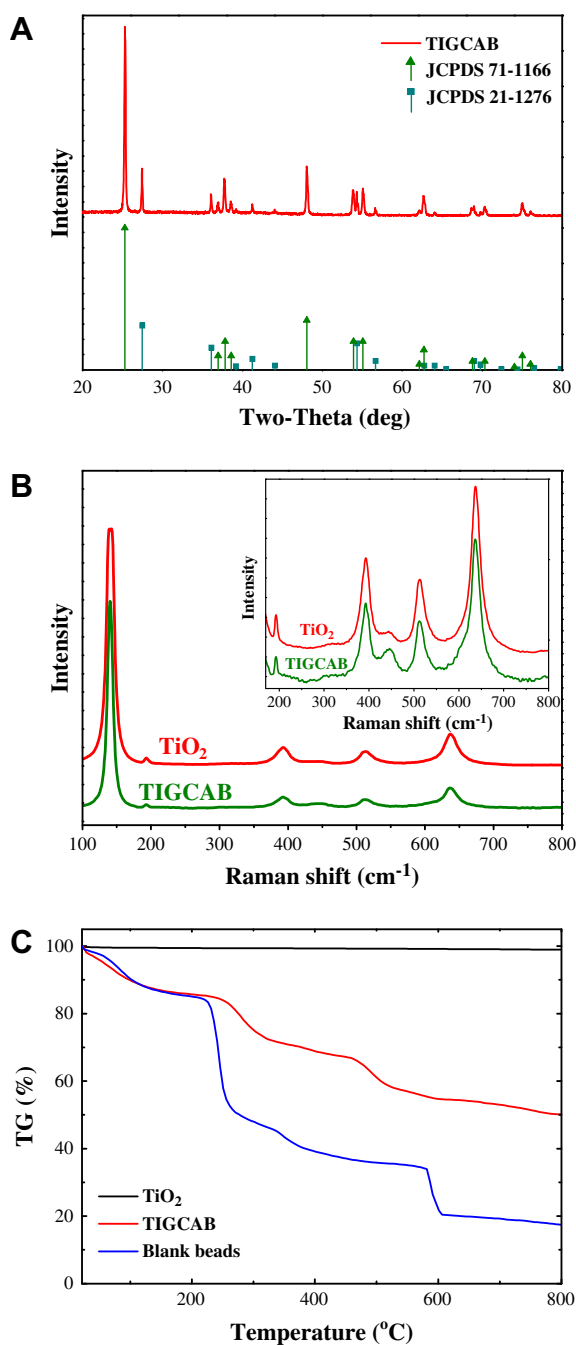 A
TIGCAB
JCPDS 71-1166
JCPDS 21-1276
Intensity
20 30 40 50 60 70 80
Two-Theta (deg)
B
Intensity
TiO2
TIGCAB
200 300 400 500 600 700 800
Raman shift (cm-1)
Intensity
TiO2
TIGCAB
100 200 300 400 500 600 700 800
Raman shift (cm-1)
C
100
80
60
40
20
0
TG (%)
TiO2
TIGCAB
Blank beads
200 400 600 800
Temperature (oC)